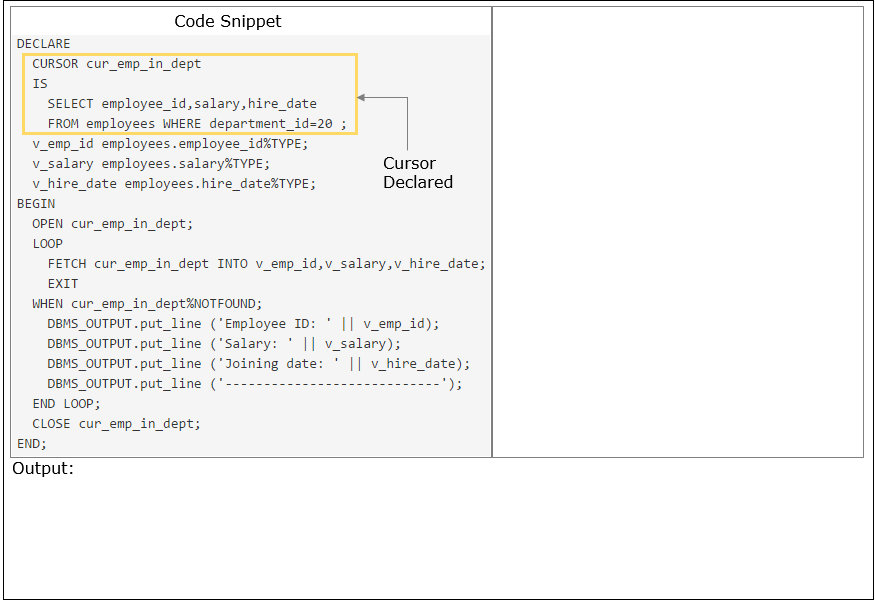 Code Snippet
DECLARE
CURSOR cur_emp_in_dept
IS
SELECT employee_id,salary,hire_date
FROM employees WHERE department_id=20 ;
v_emp_id employees.employee_id%TYPE;
v_salary employees.salary%TYPE;
v_hire_date employees.hire_date%TYPE;
BEGIN
OPEN cur_emp_in_dept;
LOOP
FETCH cur_emp_in_dept INTO v_emp_id,v_salary,v_hire_date;
EXIT
WHEN cur_emp_in_dept%NOTFOUND;
DBMS_OUTPUT.put_line ('Employee ID: ' || v_emp_id);
DBMS_OUTPUT.put_line ('Salary: ' || v_salary);
DBMS_OUTPUT.put_line ('Joining date: ' || v_hire_date);
DBMS_OUTPUT.put_line ('----------------------------');
END LOOP;
CLOSE cur_emp_in_dept;
END;
Cursor
Declared
Output: